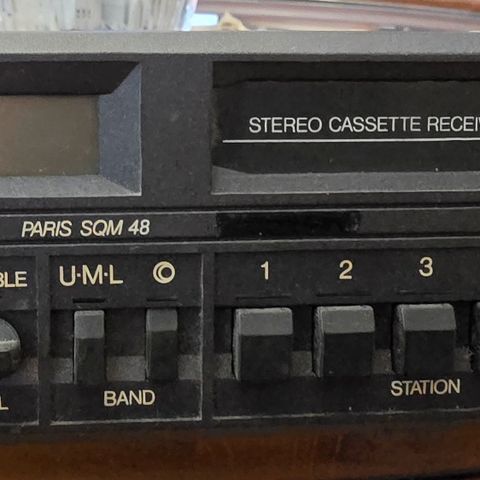 STEREO CASSETTE RECEI
PARIS SQM 48
BLE U·M·L © 1 2 3
L BAND STATION